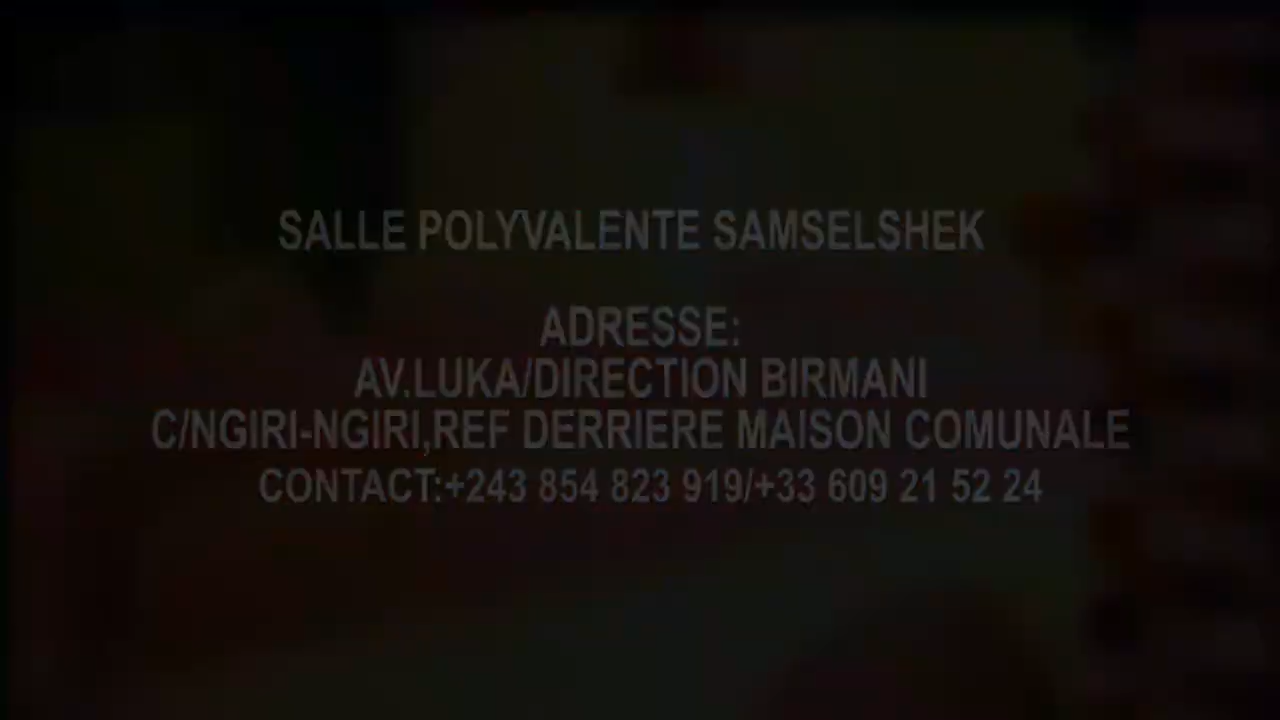 SALLE POLYVALENTE SAMSELSHEK
ADRESSE:
AV.LUKA/DIRECTION BIRMANI
C/NGIRI-NGIRI,REF DERRIERE MAISON COMUNALE
CONTACT:+243 854 823 919/+33 609 21 52 24